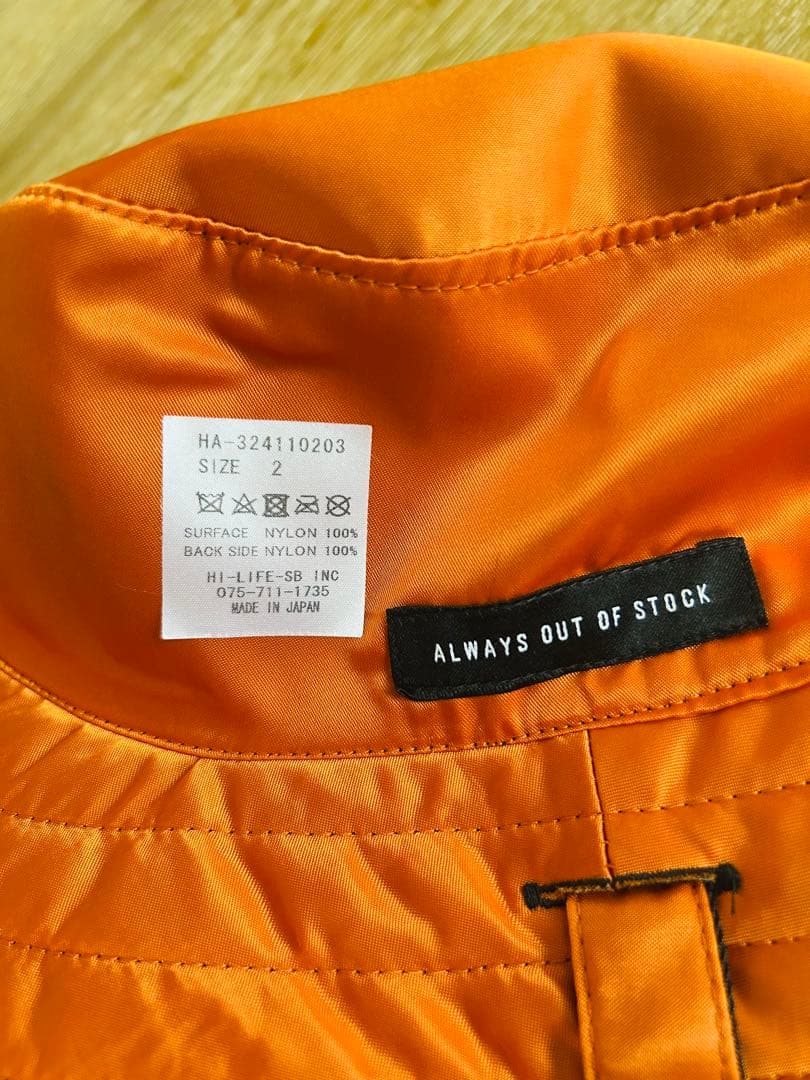 HA-324110203
SIZE 2
SURFACE NYLON 100%
BACK SIDE NYLON 100%
HI-LIFE-SB INC
075-711-1735
MADE IN JAPAN
ALWAYS OUT OF STOCK